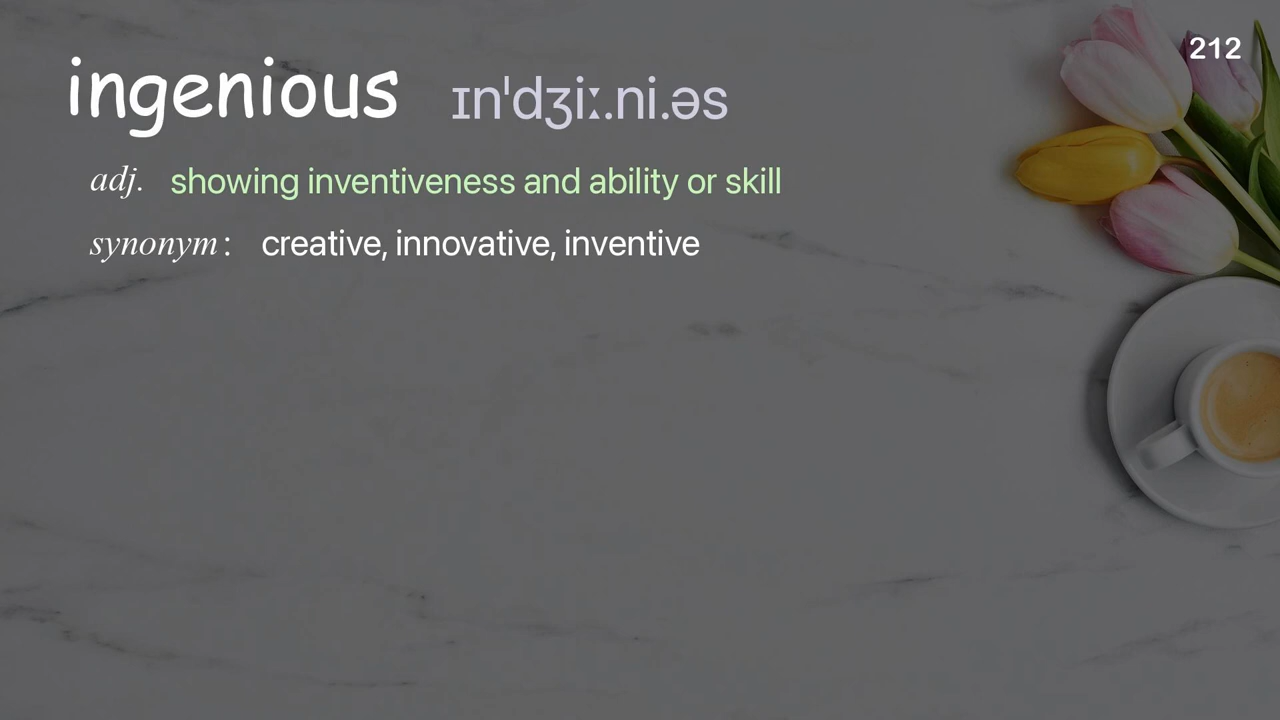 212
ingenious ɪnˈdʒiː.ni.əs
adj. showing inventiveness and ability or skill
synonym: creative, innovative, inventive